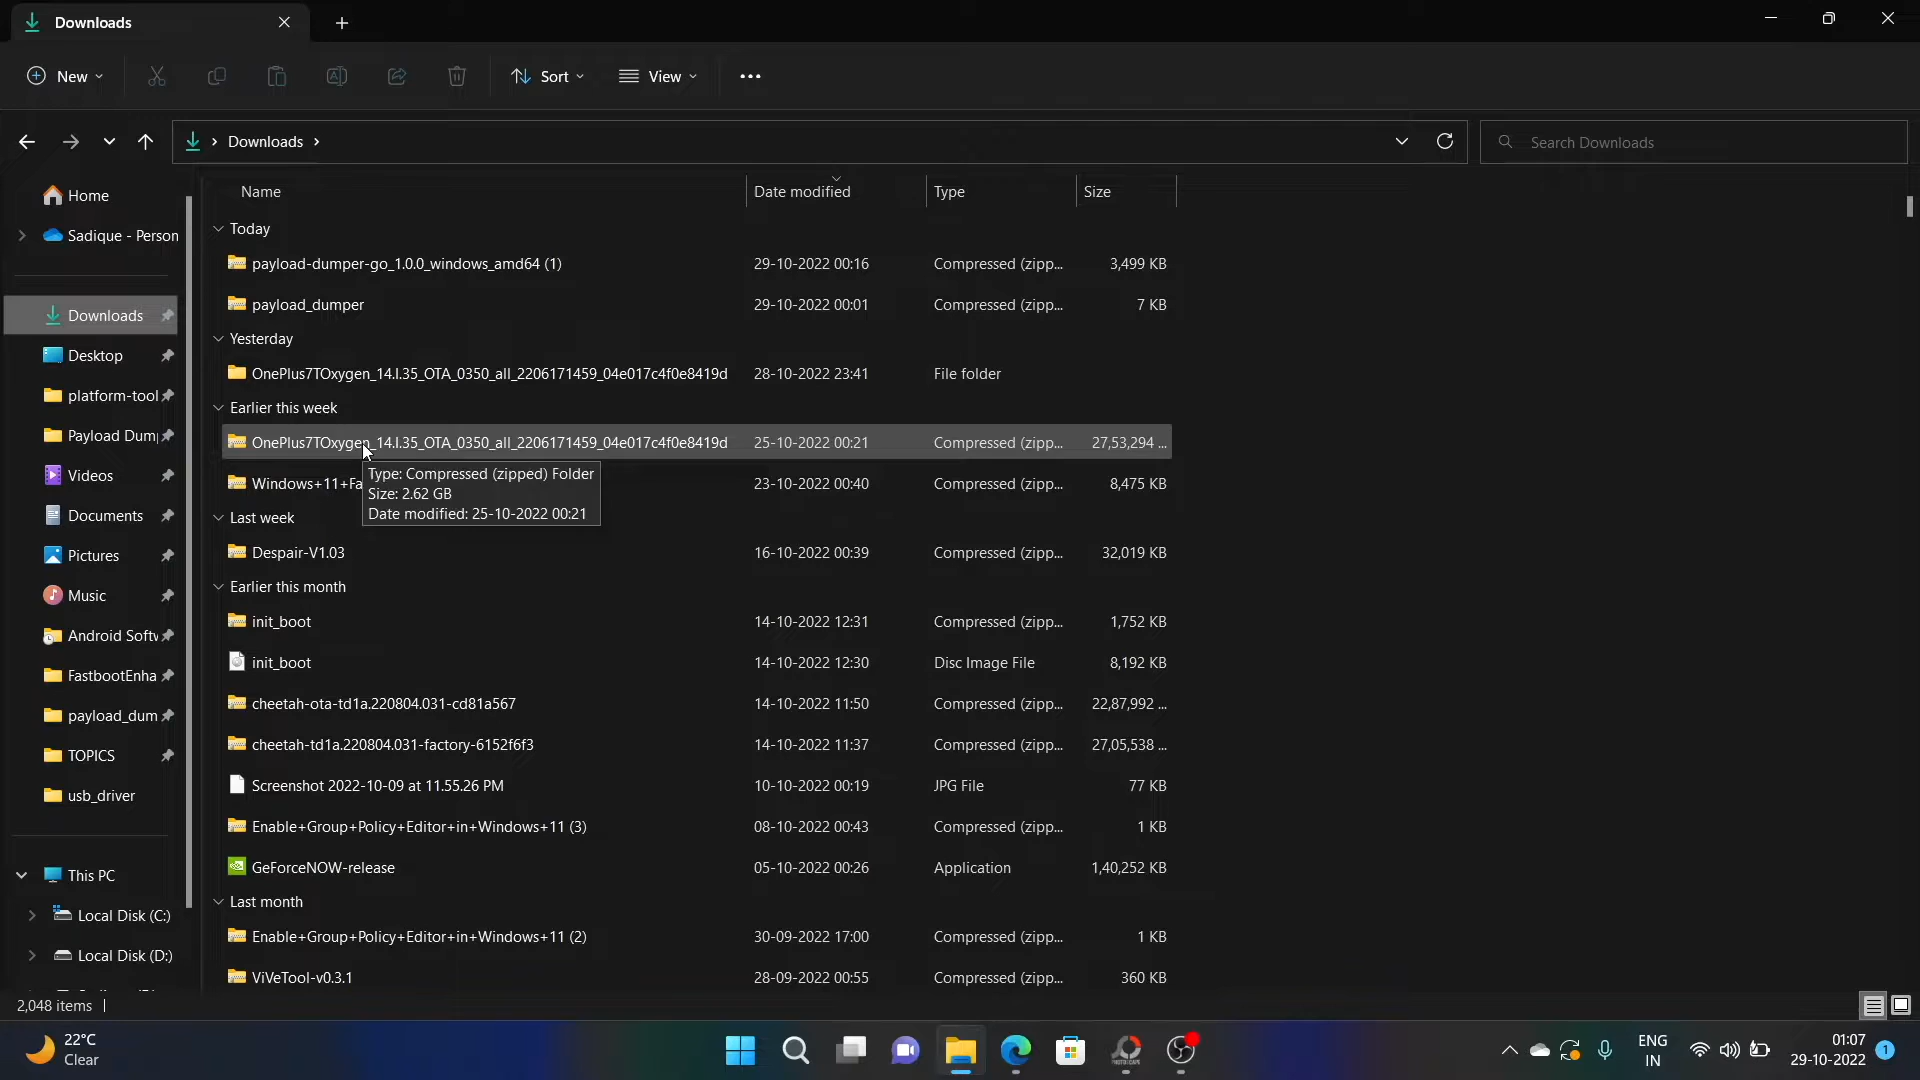 Downloads
New
Sort
View
Downloads
Search Downloads
Name
Date modified
Type
Size
Home
Sadique - Person
Downloads
Desktop
platform-tool
Payload Dum
Videos
Documents
Pictures
Music
Android Softv
FastbootEnha
payload_dum
TOPICS
usb_driver
This PC
Local Disk (C:)
Local Disk (D:)
Today
payload-dumper-go_1.0.0_windows_amd64 (1) 29-10-2022 00:16 Compressed (zipp... 3,499 KB
payload_dumper 29-10-2022 00:01 Compressed (zipp... 7 KB
Yesterday
OnePlus7TOxygen_14.I.35_OTA_0350_all_2206171459_04e017c4f0e8419d 28-10-2022 23:41 File folder
Earlier this week
OnePlus7TOxygen_14.I.35_OTA_0350_all_2206171459_04e017c4f0e8419d 25-10-2022 00:21 Compressed (zipp... 27,53,294 ...
Type: Compressed (zipped) Folder
Size: 2.62 GB
Date modified: 25-10-2022 00:21
Windows+11+Fa 23-10-2022 00:40 Compressed (zipp... 8,475 KB
Last week
Despair-V1.03 16-10-2022 00:39 Compressed (zipp... 32,019 KB
Earlier this month
init_boot 14-10-2022 12:31 Compressed (zipp... 1,752 KB
init_boot 14-10-2022 12:30 Disc Image File 8,192 KB
cheetah-ota-td1a.220804.031-cd81a567 14-10-2022 11:50 Compressed (zipp... 22,87,992 ...
cheetah-td1a.220804.031-factory-6152f6f3 14-10-2022 11:37 Compressed (zipp... 27,05,538 ...
Screenshot 2022-10-09 at 11.55.26 PM 10-10-2022 00:19 JPG File 77 KB
Enable+Group+Policy+Editor+in+Windows+11 (3) 08-10-2022 00:43 Compressed (zipp... 1 KB
GeForceNOW-release 05-10-2022 00:26 Application 1,40,252 KB
Last month
Enable+Group+Policy+Editor+in+Windows+11 (2) 30-09-2022 17:00 Compressed (zipp... 1 KB
ViVeTool-v0.3.1 28-09-2022 00:55 Compressed (zipp... 360 KB
2,048 items
22°C
Clear
ENG
IN
01:07
29-10-2022
1